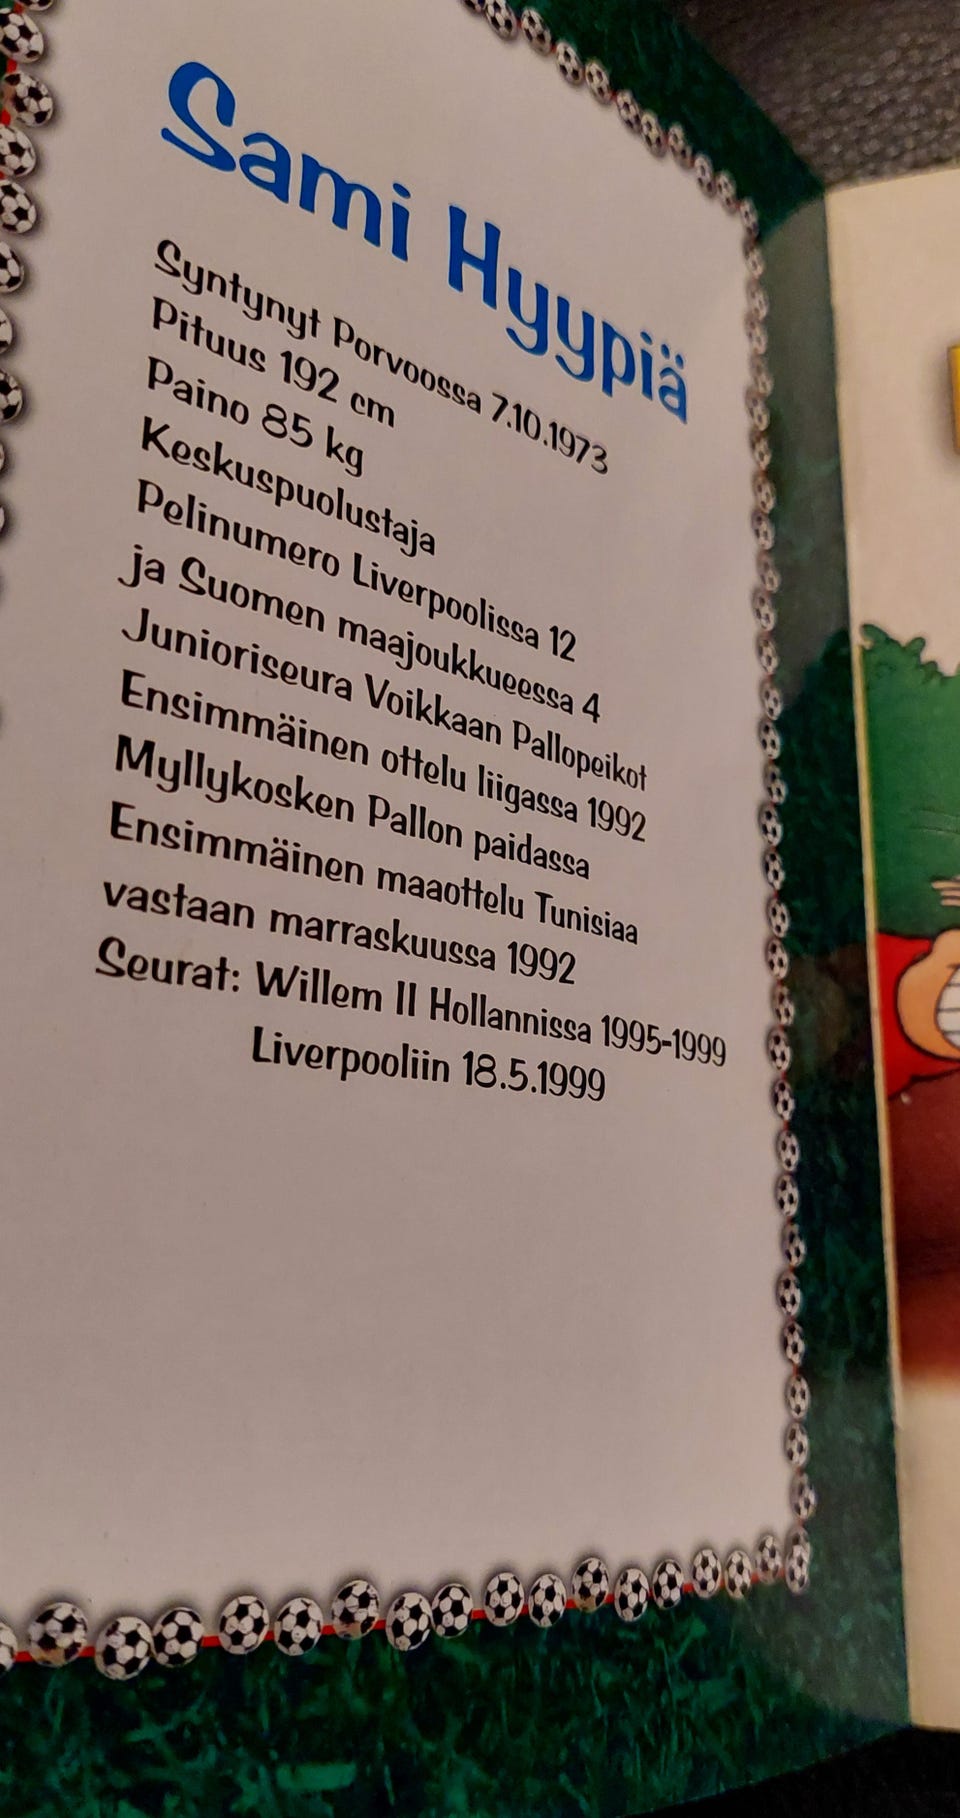 Sami Hyypiä
Syntynyt Porvoossa 7.10.1973
Pituus 192 cm
Paino 85 kg
Keskuspuolustaja
Pelinumero Liverpoolissa 12
ja Suomen maajoukkueessa 4
Junioriseura Voikkaan Pallopeikot
Ensimmäinen ottelu liigassa 1992
Myllykosken Pallon paidassa
Ensimmäinen maaottelu Tunisiaa
vastaan marraskuussa 1992
Seurat: Willem II Hollannissa 1995-1999
Liverpooliin 18.5.1999